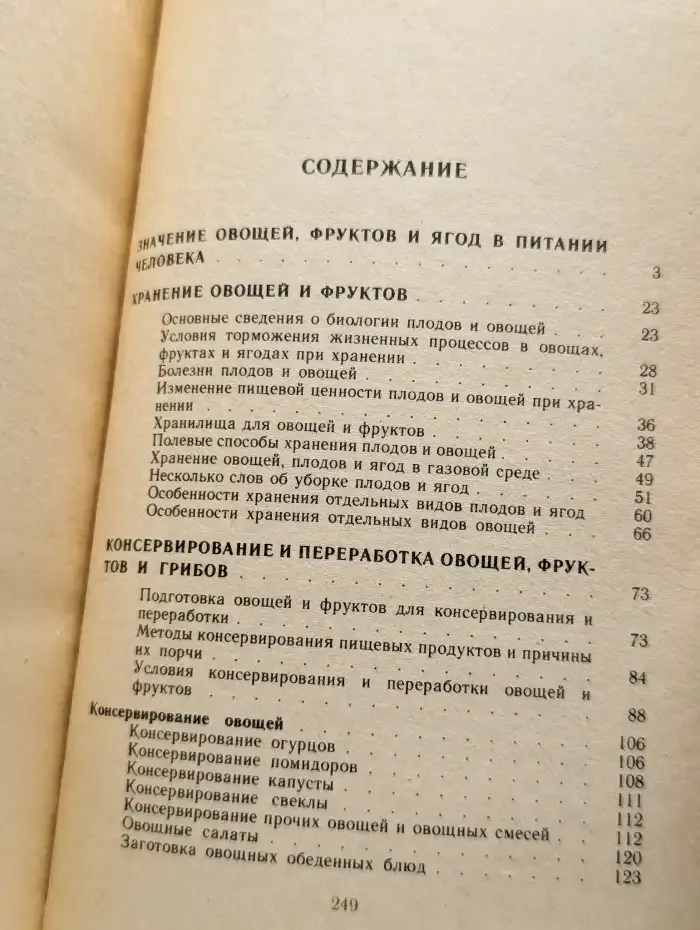 СОДЕРЖАНИЕ
ЗНАЧЕНИЕ ОВОЩЕЙ, ФРУКТОВ И ЯГОД В ПИТАНИИ
ЧЕЛОВЕКА . . . . . . . . . . . . . . . 3
ХРАНЕНИЕ ОВОЩЕЙ И ФРУКТОВ . . . . . . . . 23
Основные сведения о биологии плодов и овощей . . . 23
Условия торможения жизненных процессов в овощах,
фруктах и ягодах при хранении . . . . . . . . 28
Болезни плодов и овощей . . . . . . . . . . 31
Изменение пищевой ценности плодов и овощей при хра-
нении . . . . . . . . . . . . . . . 36
Хранилища для овощей и фруктов . . . . . . . 38
Полевые способы хранения плодов и овощей . . . . 47
Хранение овощей, плодов и ягод в газовой среде . . . 49
Несколько слов об уборке плодов и ягод . . . . . 51
Особенности хранения отдельных видов плодов и ягод 60
Особенности хранения отдельных видов овощей . . . 66
КОНСЕРВИРОВАНИЕ И ПЕРЕРАБОТКА ОВОЩЕЙ, ФРУК-
ТОВ И ГРИБОВ . . . . . . . . . . . . . 73
Подготовка овощей и фруктов для консервирования и
переработки . . . . . . . . . . . . . 73
Методы консервирования пищевых продуктов и причины
их порчи . . . . . . . . . . . . . . 84
Условия консервирования и переработки овощей и
фруктов . . . . . . . . . . . . . . 88
Консервирование овощей . . . . . . . . . . 106
Консервирование огурцов . . . . . . . . . . 106
Консервирование помидоров . . . . . . . . . 108
Консервирование капусты . . . . . . . . . . 111
Консервирование свеклы . . . . . . . . . . 112
Консервирование прочих овощей и овощных смесей . . 112
Овощные салаты . . . . . . . . . . . . 120
Заготовка овощных обеденных блюд . . . . . . 123
249